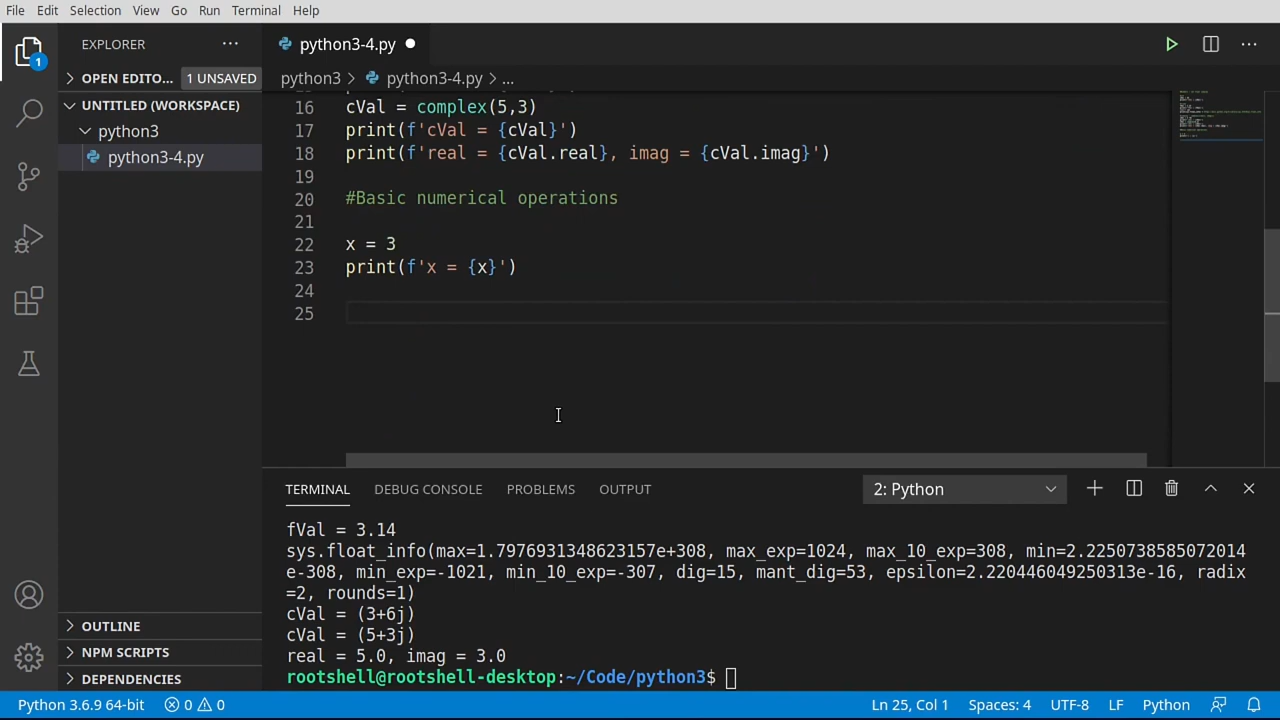 File Edit Selection View Go Run Terminal Help
EXPLORER
python3-4.py
OPEN EDITO... 1 UNSAVED
python3 > python3-4.py > ...
UNTITLED (WORKSPACE)
python3
python3-4.py
1
16 cVal = complex(5,3)
17 print(f'cVal = {cVal}')
18 print(f'real = {cVal.real}, imag = {cVal.imag}')
19
20 #Basic numerical operations
21
22 x = 3
23 print(f'x = {x}')
24
25
TERMINAL DEBUG CONSOLE PROBLEMS OUTPUT 2: Python
fVal = 3.14
sys.float_info(max=1.7976931348623157e+308, max_exp=1024, max_10_exp=308, min=2.2250738585072014
e-308, min_exp=-1021, min_10_exp=-307, dig=15, mant_dig=53, epsilon=2.220446049250313e-16, radix
=2, rounds=1)
cVal = (3+6j)
cVal = (5+3j)
real = 5.0, imag = 3.0
rootshell@rootshell-desktop:~/Code/python3$
OUTLINE
NPM SCRIPTS
DEPENDENCIES
Python 3.6.9 64-bit 0 0 Ln 25, Col 1 Spaces: 4 UTF-8 LF Python